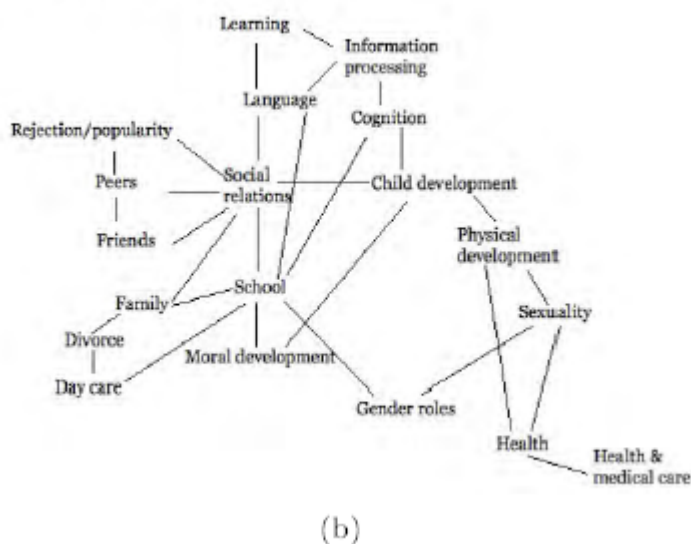 Learning
Information
processing
Language
Cognition
Rejection/popularity
Social
relations
Peers
Child development
Friends
Physical
development
School
Family
Sexuality
Divorce
Moral development
Day care
Gender roles
Health
Health &
medical care
(b)